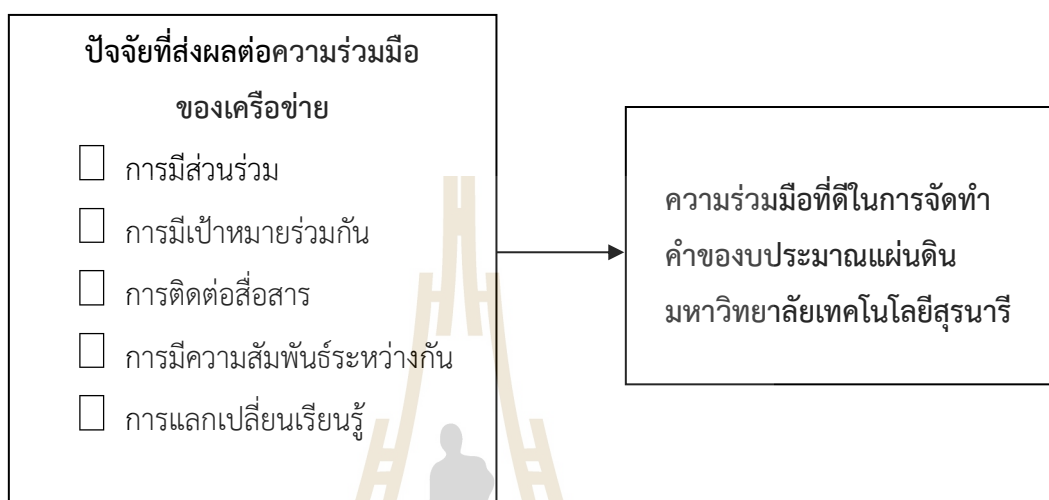 ปัจจัยที่ส่งผลต่อความร่วมมือ
ของเครือข่าย
การมีส่วนร่วม
การมีเป้าหมายร่วมกัน
การติดต่อสื่อสาร
การมีความสัมพันธ์ระหว่างกัน
การแลกเปลี่ยนเรียนรู้
ความร่วมมือที่ดีในการจัดทำ
คำของบประมาณแผ่นดิน
มหาวิทยาลัยเทคโนโลยีสุรนารี